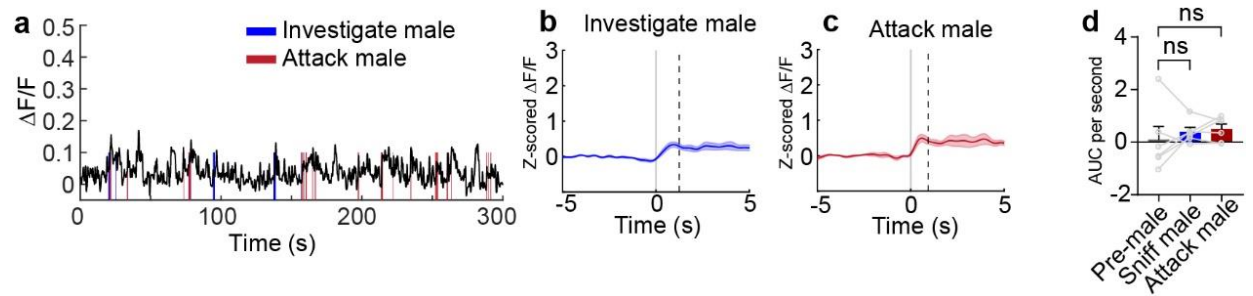 a
Investigate male
Attack male
ΔF/F
0.5
0.4
0.3
0.2
0.1
0
0
100
200
300
Time (s)
b
Investigate male
Z-scored ΔF/F
3
2
1
0
-5
0
5
Time (s)
c
Attack male
Z-scored ΔF/F
3
2
1
0
-5
0
5
Time (s)
d
ns
ns
AUC per second
4
2
0
-2
Pre-male
Sniff male
Attack male